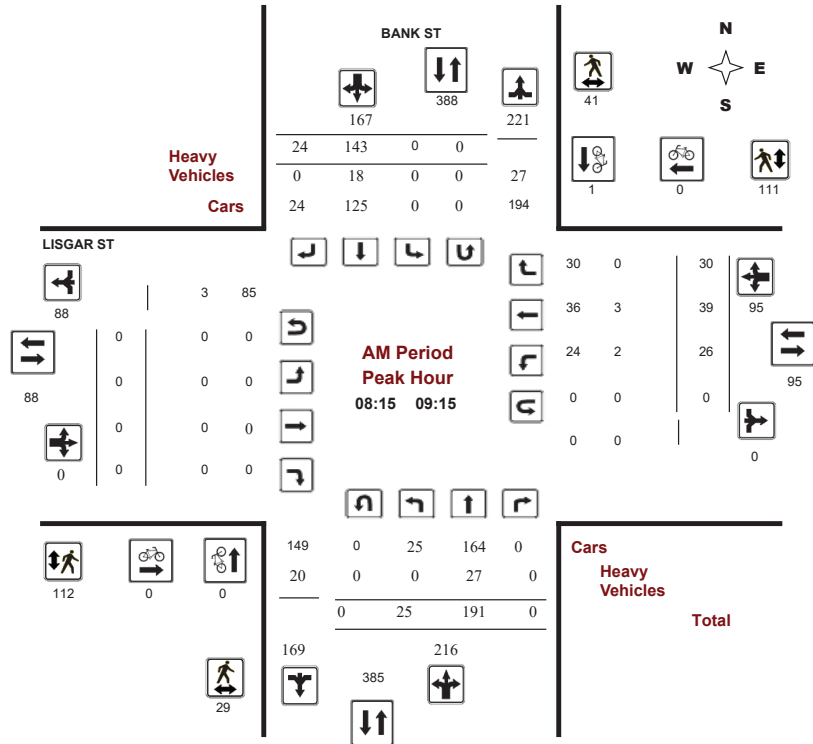 BANK ST
N
W E
S
388
41
167 221
24 143 0 0
Heavy
Vehicles
0 18 0 0 27
Cars
24 125 0 0 194
1 0 111
LISGAR ST
88
3 85
0 0 0
0 0 0
0 0 0
0 0 0
88
0
AM Period
Peak Hour
08:15 09:15
30 0 30
36 3 39
24 2 26
0 0 0
0 0
95
95
0
149 0 25 164 0
20 0 0 27 0
0 25 191 0
Cars
Heavy
Vehicles
Total
112 0 0
169 216
385
29